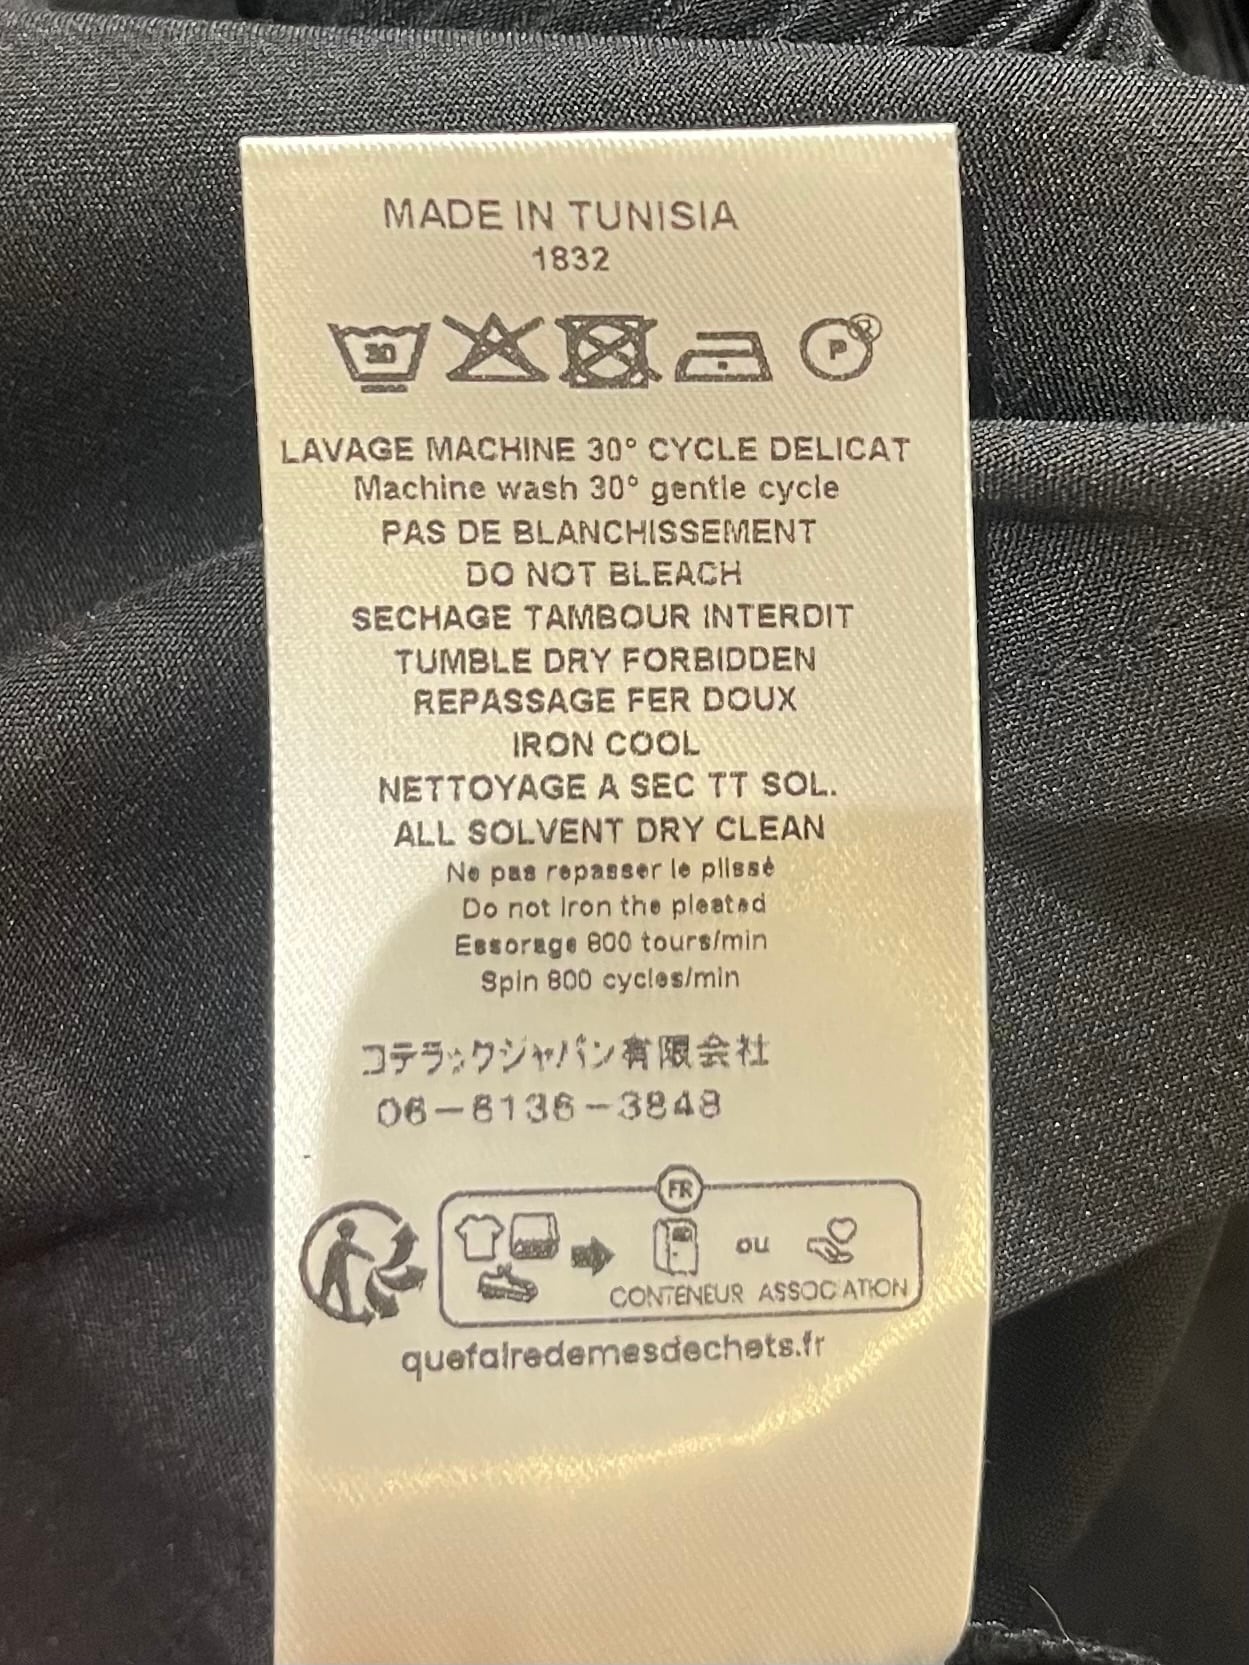 MADE IN TUNISIA
1832
30
P
LAVAGE MACHINE 30° CYCLE DELICAT
Machine wash 30° gentle cycle
PAS DE BLANCHISSEMENT
DO NOT BLEACH
SECHAGE TAMBOUR INTERDIT
TUMBLE DRY FORBIDDEN
REPASSAGE FER DOUX
IRON COOL
NETTOYAGE A SEC TT SOL.
ALL SOLVENT DRY CLEAN
Ne pas repasser le plissé
Do not iron the pleated
Essorage 800 tours/min
Spin 800 cycles/min
コテラックジャパン有限会社
06-6136-3848
FR
ou
CONTENEUR ASSOCIATION
quefairedemesdechets.fr